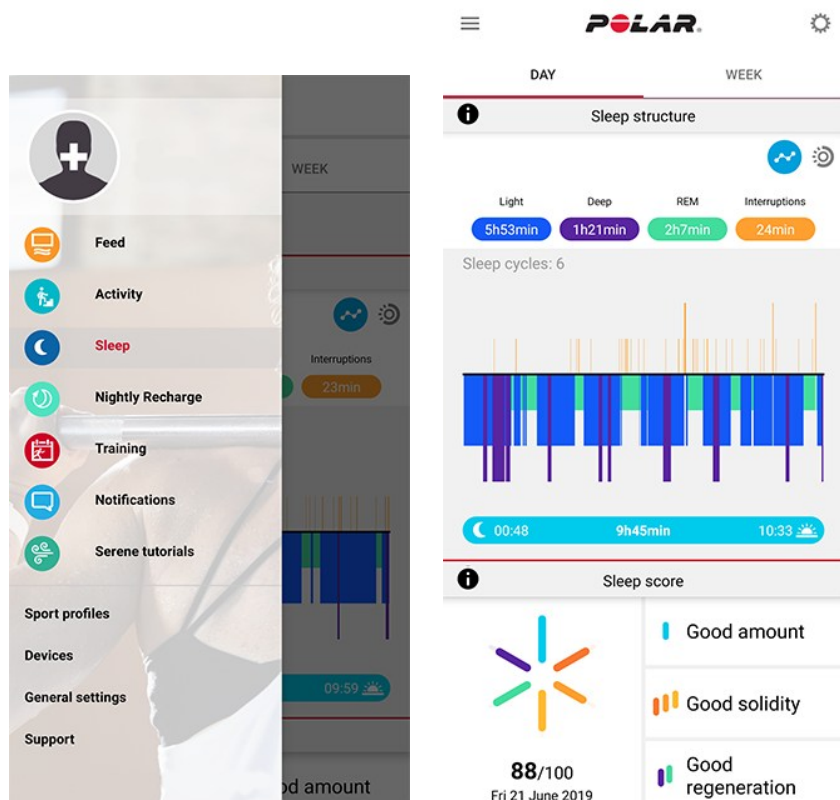 WEEK
Feed
Activity
Sleep
Interruptions
Nightly Recharge
23min
Training
Notifications
Serene tutorials
Sport profiles
Devices
General settings
09:59
Support
od amount
POLAR.
DAY WEEK
Sleep structure
Light Deep REM Interruptions
5h53min 1h21min 2h7min 24min
Sleep cycles: 6
00:48 9h45min 10:33
Sleep score
Good amount
Good solidity
Good
regeneration
88/100
Fri 21 June 2019